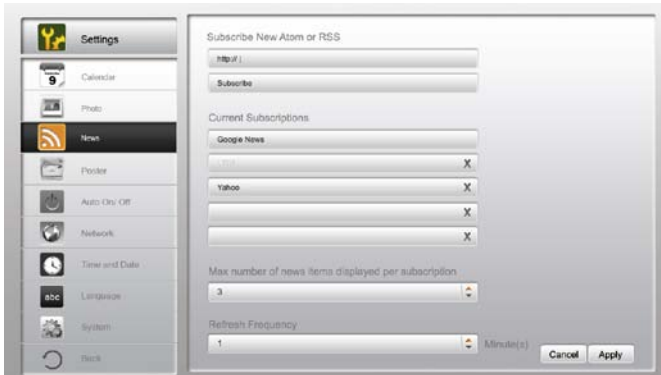 Settings
9
Calendar
Photo
News
Poster
Auto On/ Off
Network
Time and Date
abc
Language
System
Back
Subscribe New Atom or RSS
http:// |
Subscribe
Current Subscriptions
Google News
X
Yahoo X
X
X
Max number of news items displayed per subscription
3
Refresh Frequency
1 Minute(s)
Cancel Apply